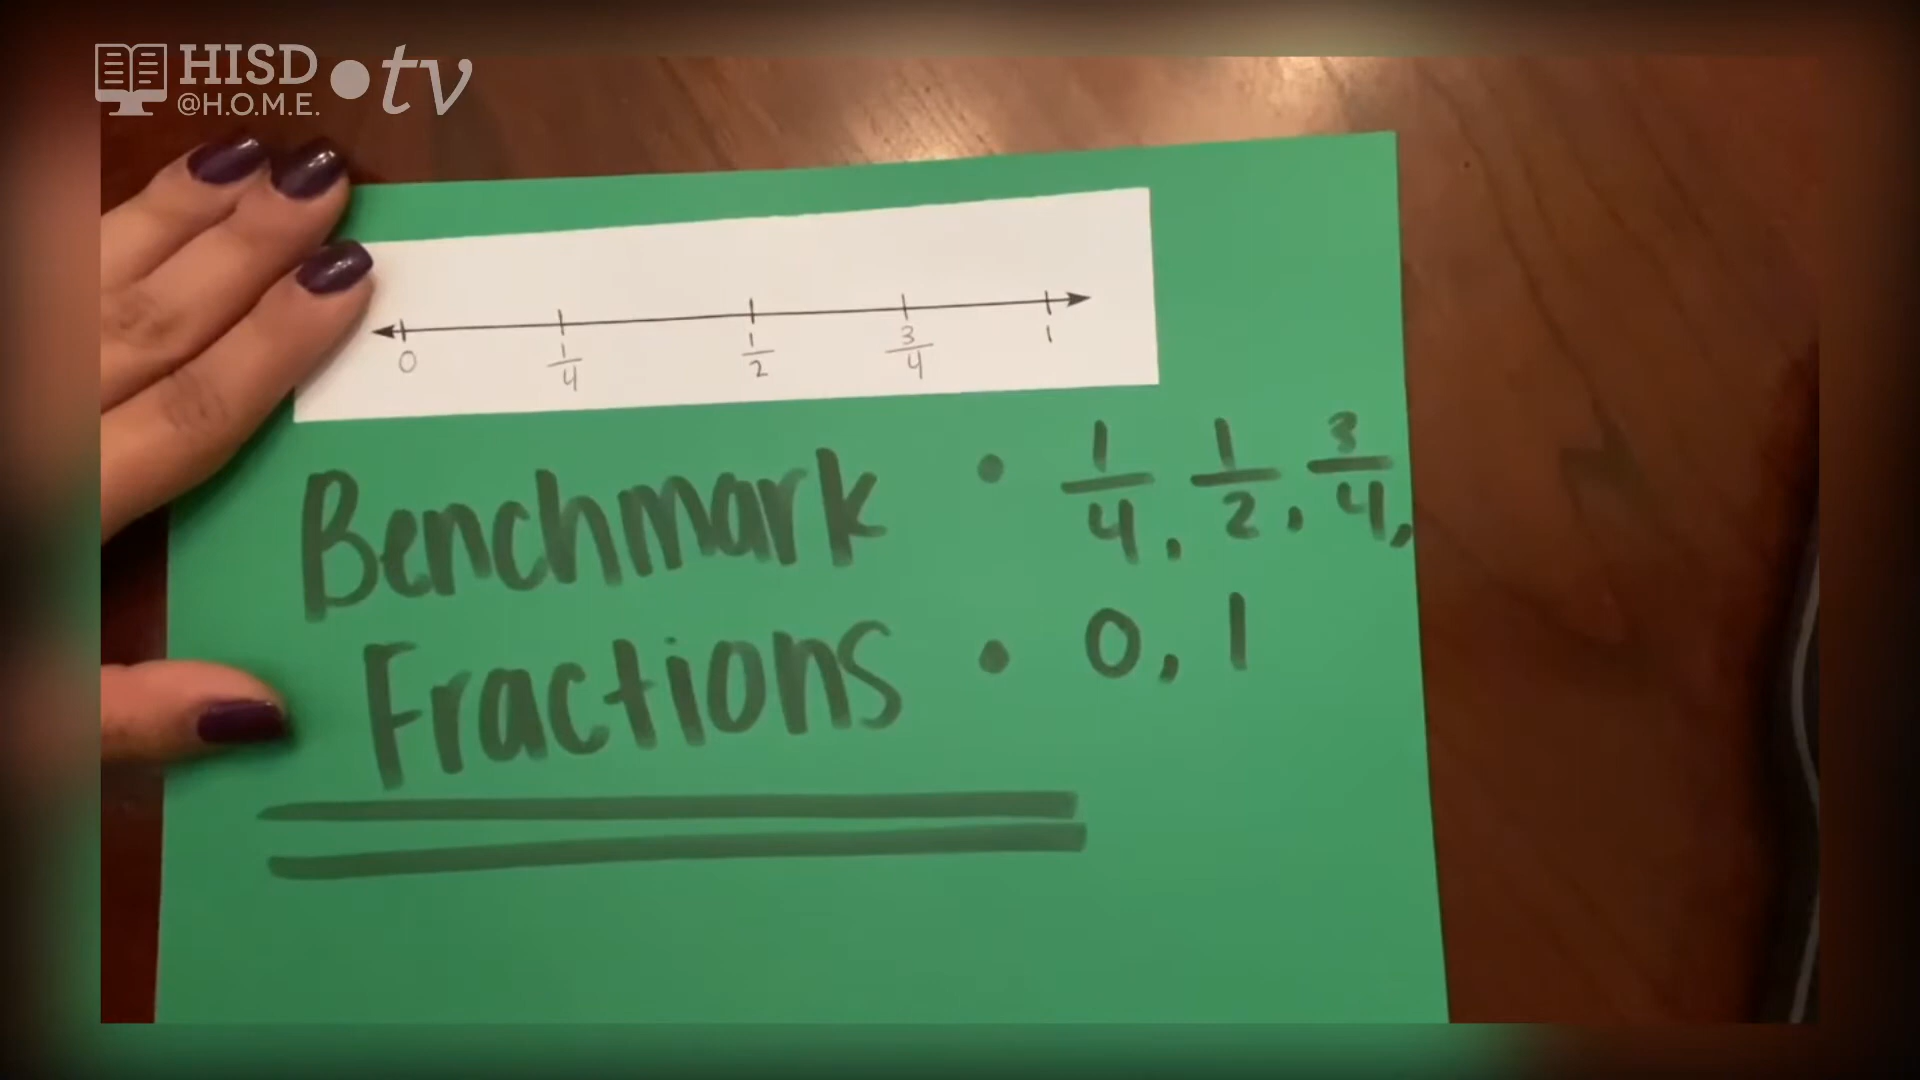 HISD
@H.O.M.E. •tv
0 1/4 1/2 3/4 1
Benchmark • 1/4, 1/2, 3/4,
Fractions • 0, 1